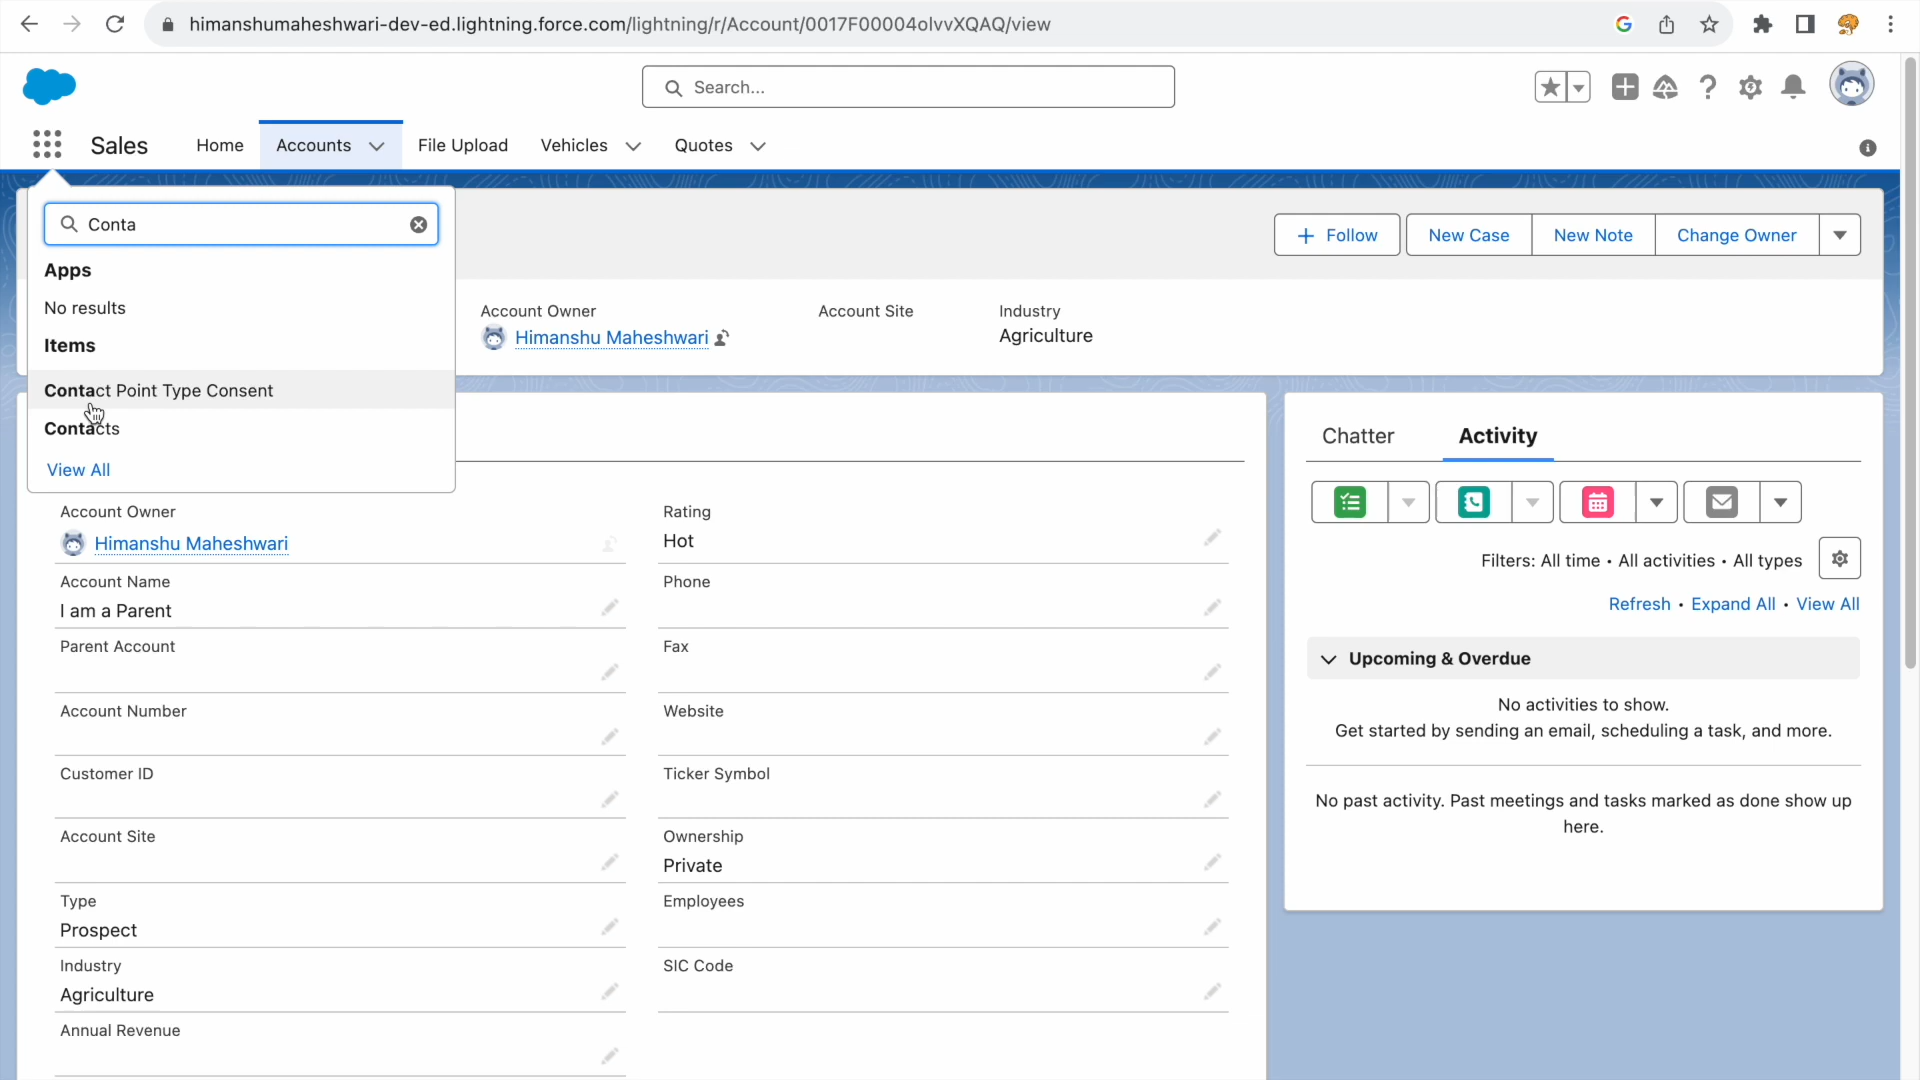 himanshumaheshwari-dev-ed.lightning.force.com/lightning/r/Account/0017F00004olvvXQAQ/view
Search...
Sales
Home
Accounts
File Upload
Vehicles
Quotes
Conta
Apps
No results
Items
Contact Point Type Consent
Contacts
View All
Follow
New Case
New Note
Change Owner
Account Owner
Himanshu Maheshwari
Account Site
Industry
Agriculture
Account Owner
Himanshu Maheshwari
Rating
Hot
Account Name
I am a Parent
Phone
Parent Account
Fax
Account Number
Website
Customer ID
Ticker Symbol
Account Site
Ownership
Private
Type
Prospect
Employees
Industry
Agriculture
SIC Code
Annual Revenue
Chatter
Activity
Filters: All time • All activities • All types
Refresh • Expand All • View All
Upcoming & Overdue
No activities to show.
Get started by sending an email, scheduling a task, and more.
No past activity. Past meetings and tasks marked as done show up
here.